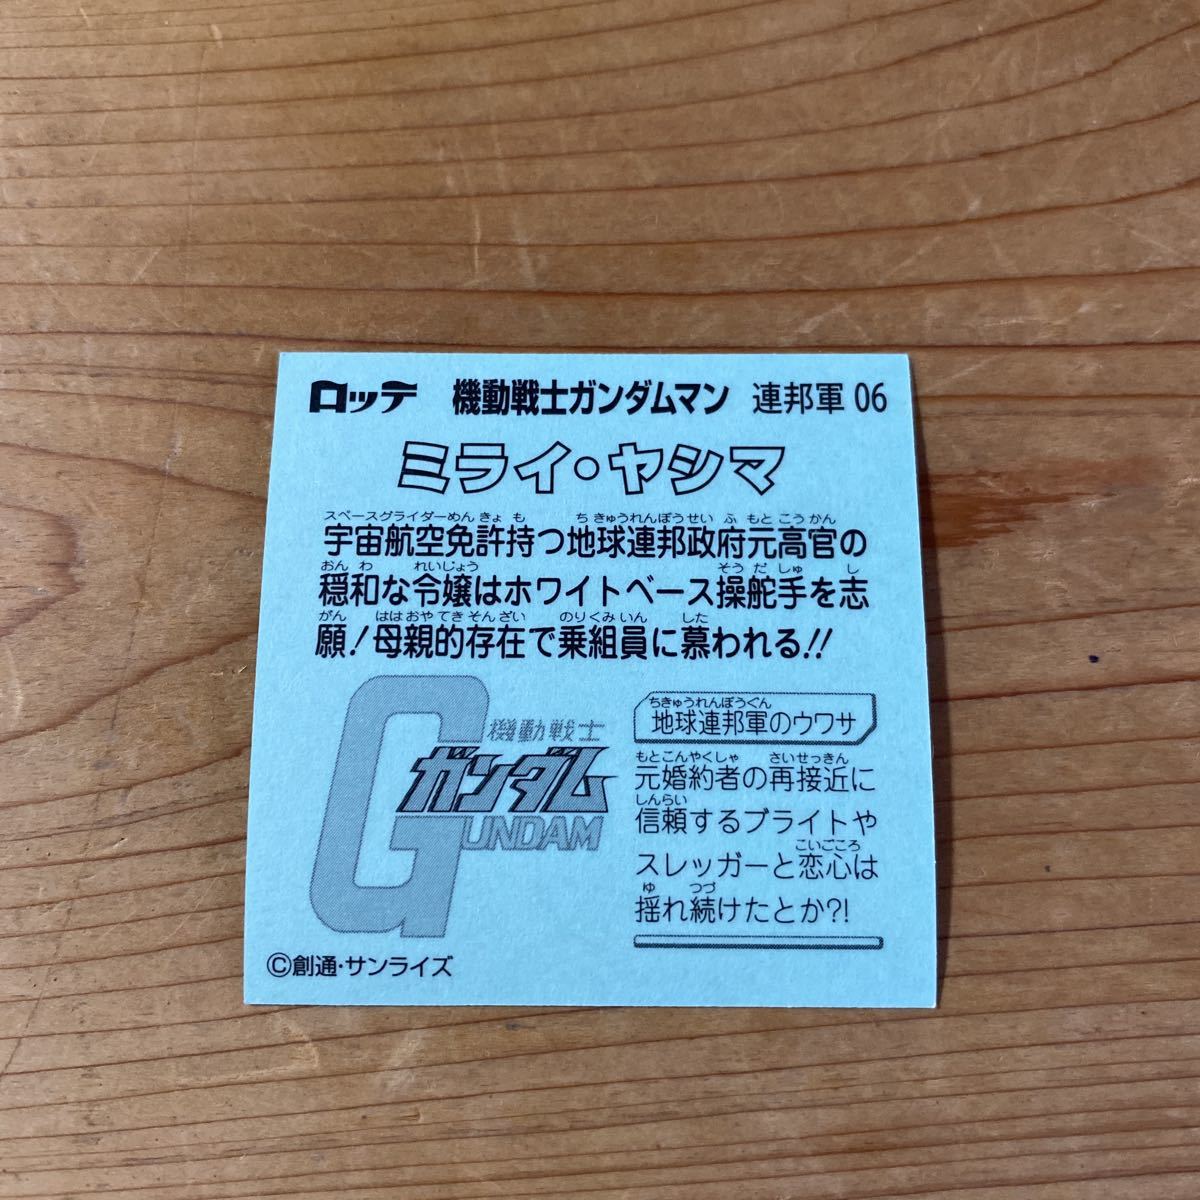 ロッテ 機動戦士ガンダムマン 連邦軍 06
ミライ・ヤシマ
スペースグライダーめんきょ も ちきゅうれんぽうせいふ もとこうかん
宇宙航空免許持つ地球連邦政府元高官の
おんわ れいじょう そうだしゅ し
穏和な令嬢はホワイトベース操舵手を志
がん ははおやてきそんざい のりくみいん した
願!母親的存在で乗組員に慕われる!!
機動戦士
ガンダム
GUNDAM
ちきゅうれんぽうぐん
地球連邦軍のウワサ
もとこんやくしゃ さいせっきん
元婚約者の再接近に
しんらい
信頼するブライトや
こいごころ
スレッガーと恋心は
ゆ つづ
揺れ続けたとか?!
©創通・サンライズ